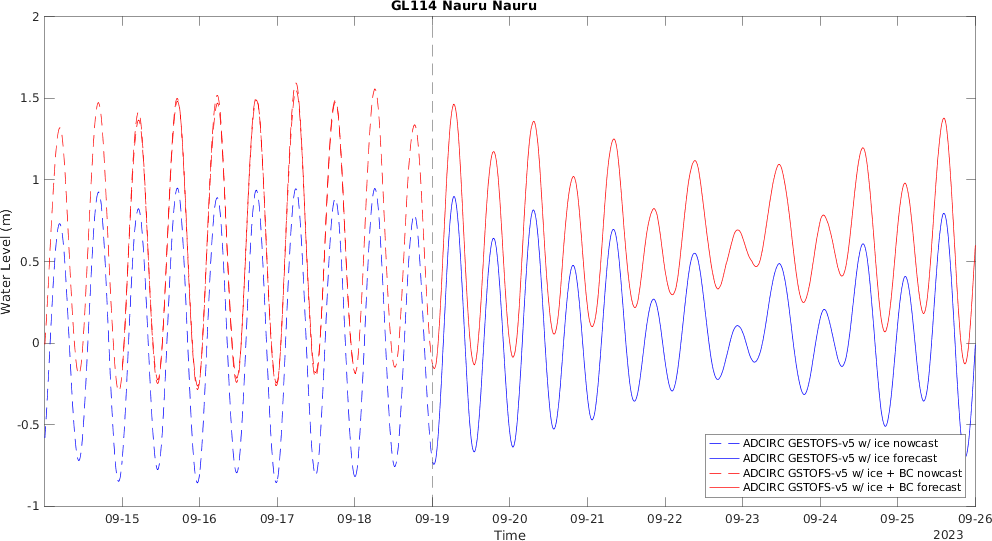 GL114 Nauru Nauru
2
1.5
1
0.5
0
-0.5
-1
Water Level (m)
ADCIRC GESTOFS-v5 w/ ice nowcast
ADCIRC GESTOFS-v5 w/ ice forecast
ADCIRC GSTOFS-v5 w/ ice + BC nowcast
ADCIRC GSTOFS-v5 w/ ice + BC forecast
09-15 09-16 09-17 09-18 09-19 09-20 09-21 09-22 09-23 09-24 09-25 09-26
Time
2023